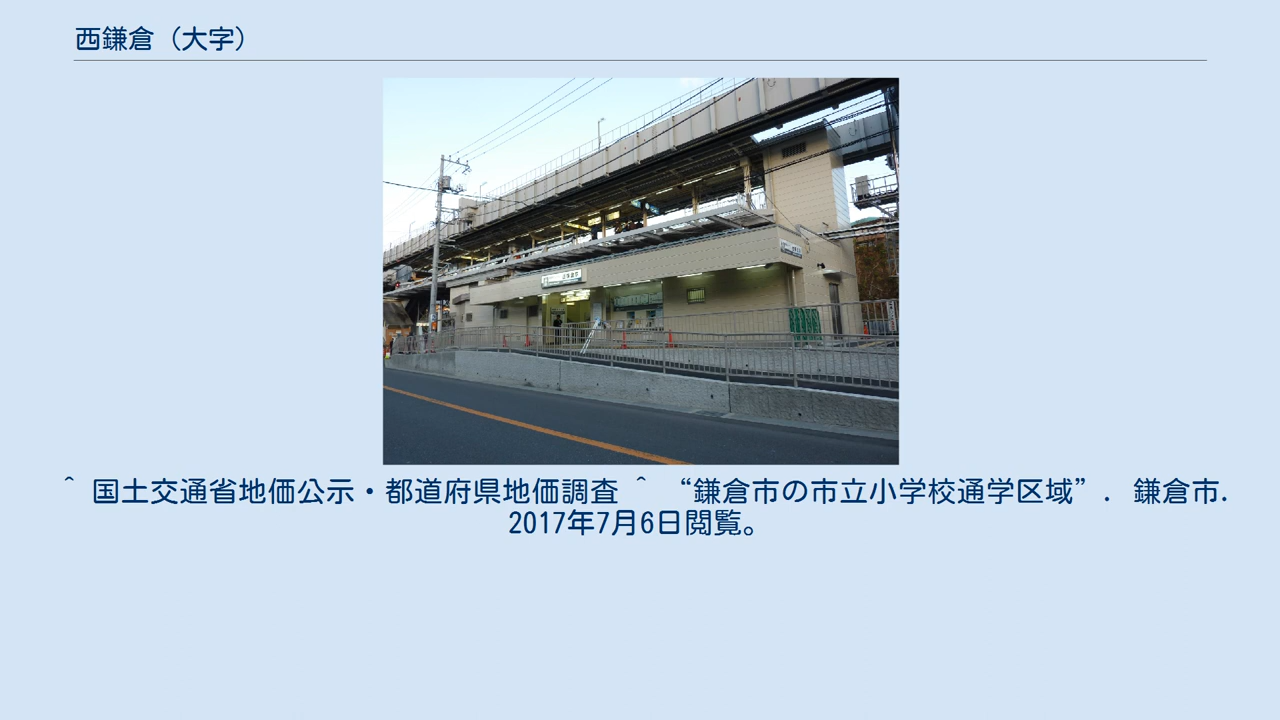 西鎌倉（大字）
^ 国土交通省地価公示・都道府県地価調査 ^ “鎌倉市の市立小学校通学区域”. 鎌倉市.
2017年7月6日閲覧。